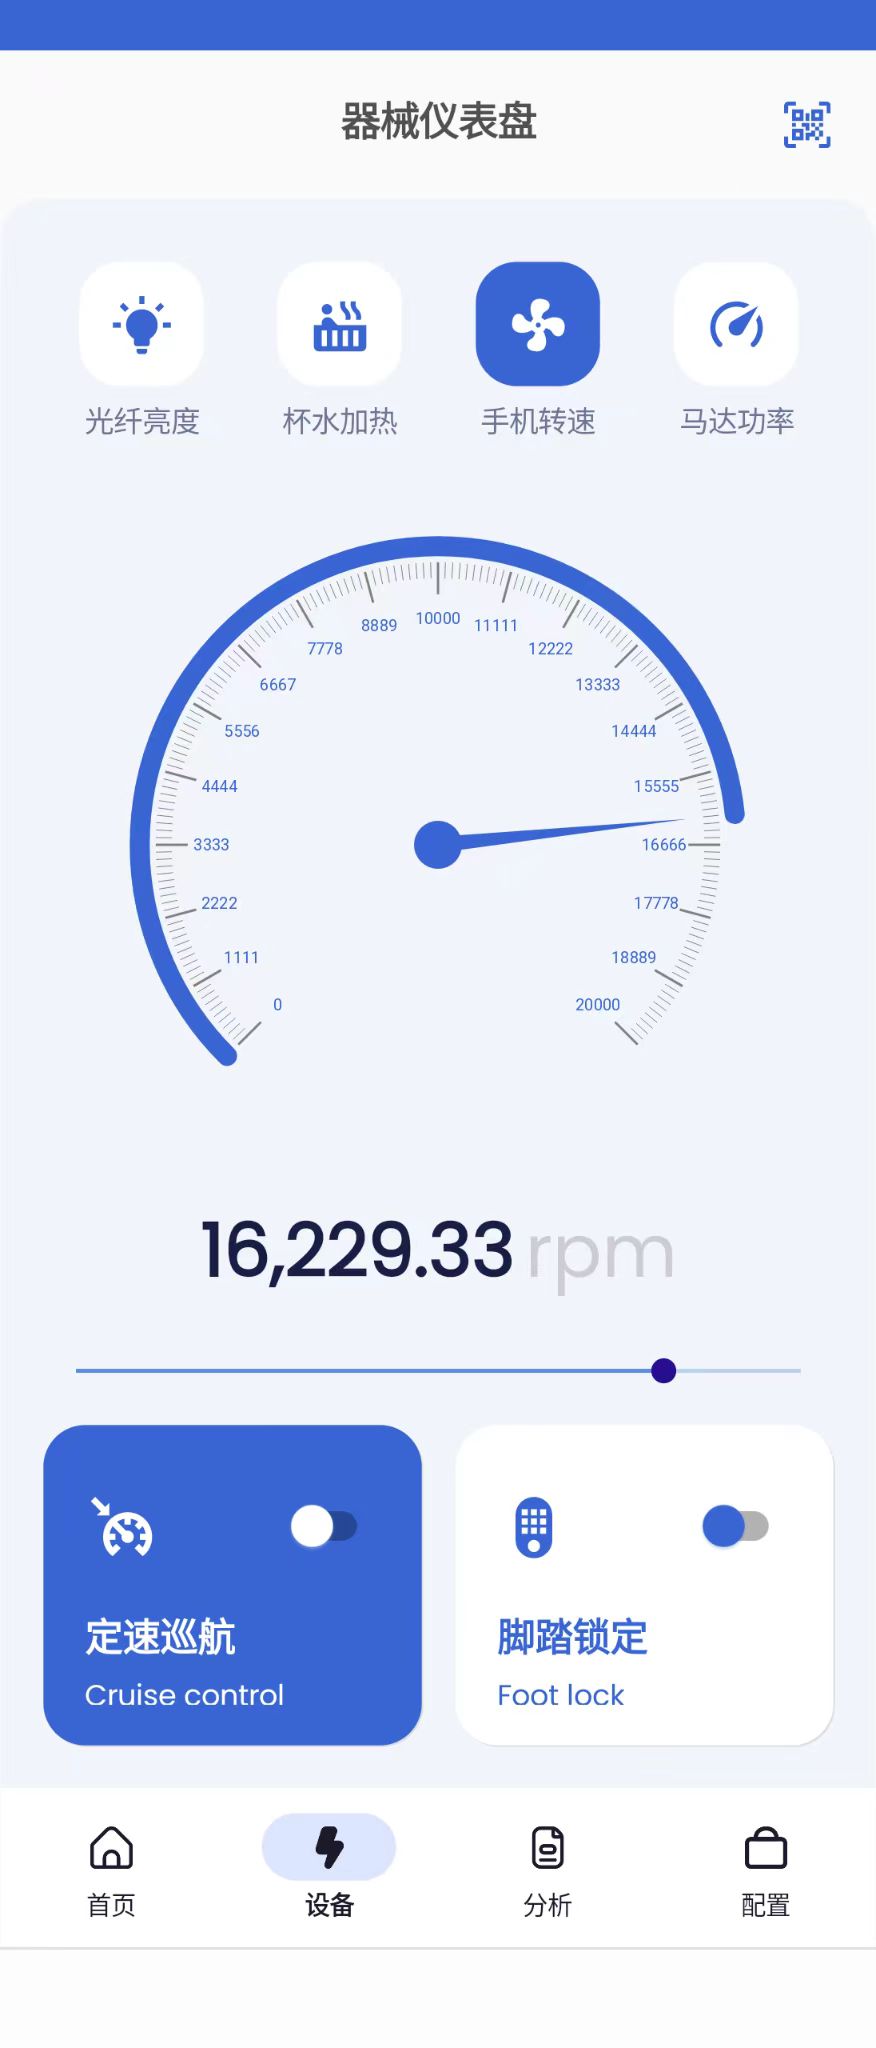 器械仪表盘
光纤亮度
杯水加热
手机转速
马达功率
0
1111
2222
3333
4444
5556
6667
7778
8889
10000
11111
12222
13333
14444
15555
16666
17778
18889
20000
16,229.33 rpm
定速巡航
Cruise control
脚踏锁定
Foot lock
首页
设备
分析
配置